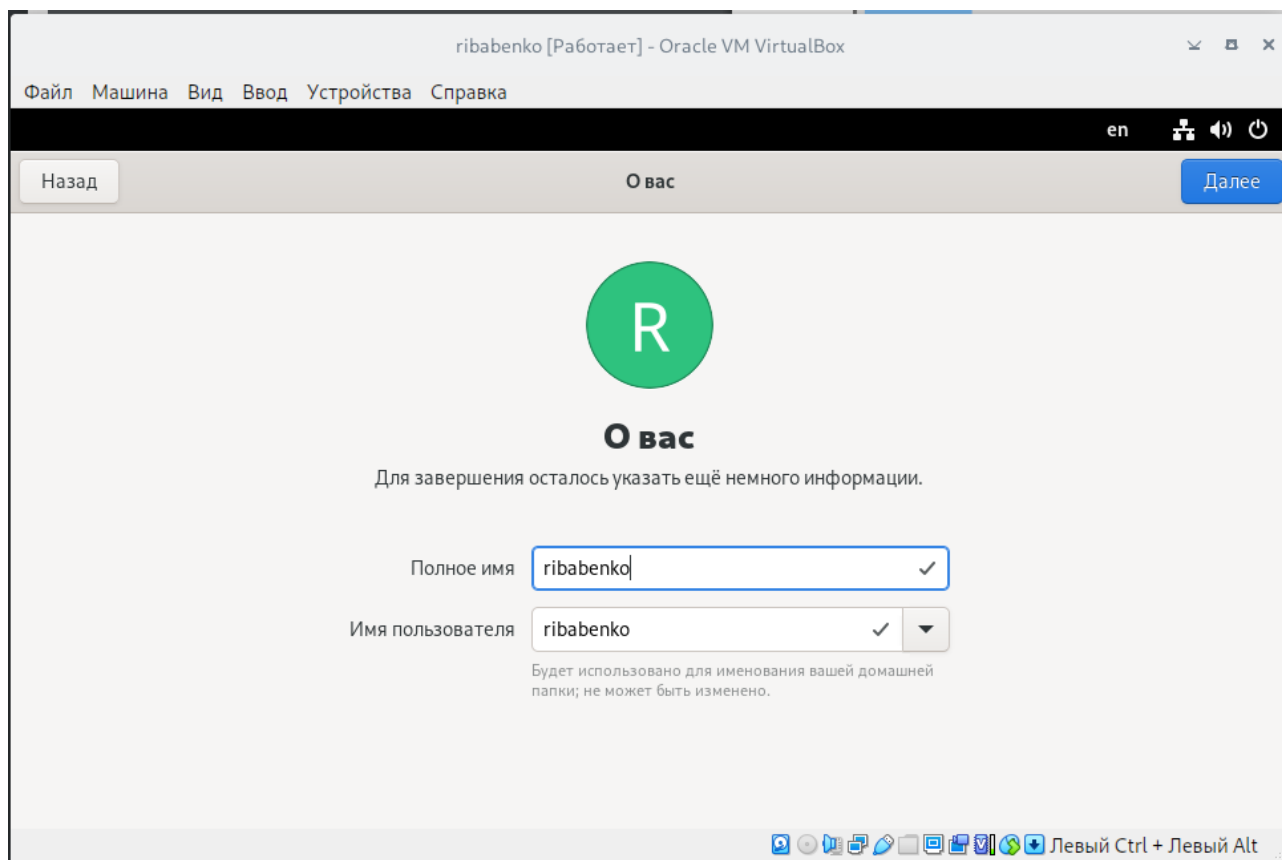 ribabenko [Работает] - Oracle VM VirtualBox
Файл Машина Вид Ввод Устройства Справка
en
Назад О вас Далее
R
О вас
Для завершения осталось указать ещё немного информации.
Полное имя ribabenko
Имя пользователя ribabenko
Будет использовано для именования вашей домашней
папки; не может быть изменено.
Левый Ctrl + Левый Alt